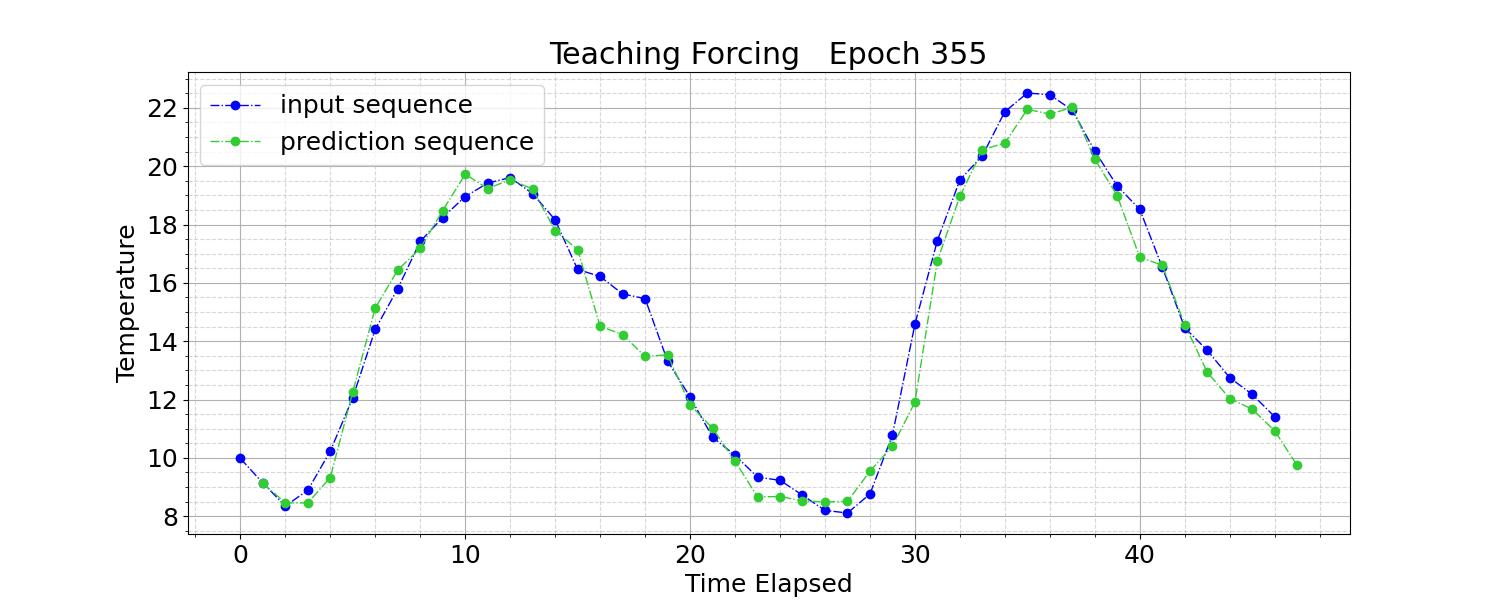 Teaching Forcing   Epoch 355
input sequence
prediction sequence
22
20
18
16
14
12
10
8
Temperature
0 10 20 30 40
Time Elapsed